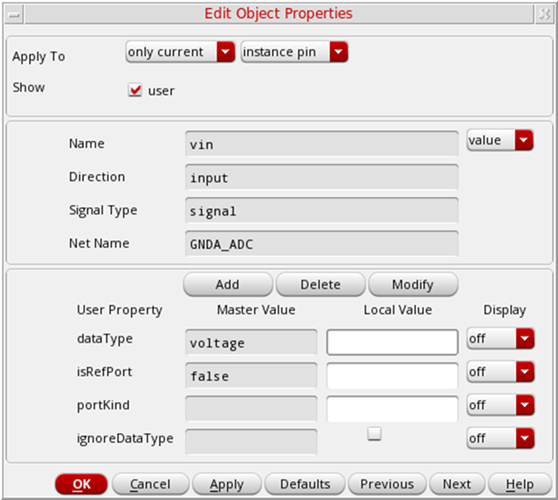 Edit Object Properties
Apply To only current instance pin
Show user
Name vin value
Direction input
Signal Type signal
Net Name GNDA_ADC
Add Delete Modify
User Property Master Value Local Value Display
dataType voltage off
isRefPort false off
portKind off
ignoreDataType off
OK Cancel Apply Defaults Previous Next Help